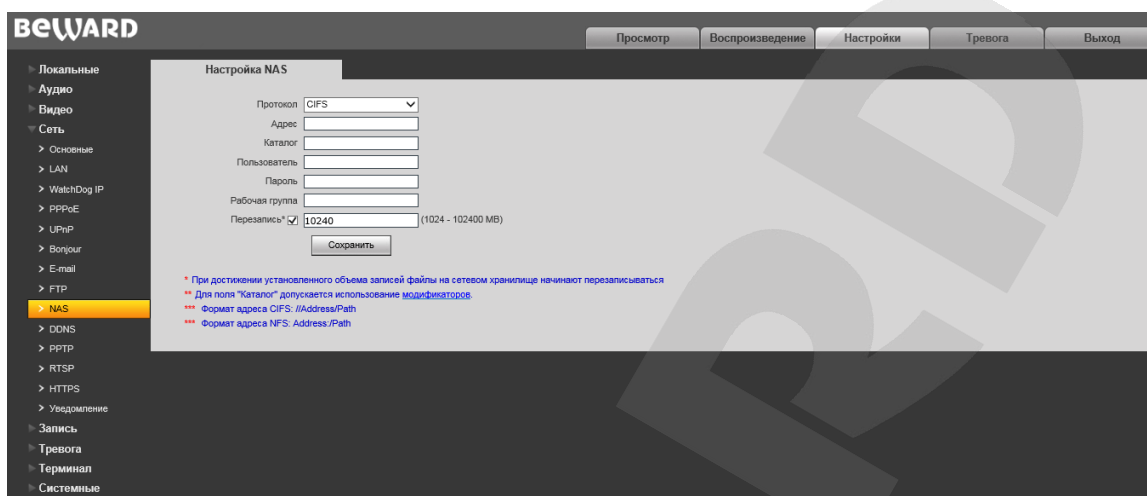 BEWARD
Просмотр
Воспроизведение
Настройки
Тревога
Выход
Локальные
Аудио
Видео
Сеть
Основные
LAN
WatchDog IP
PPPoE
UPnP
Bonjour
E-mail
FTP
NAS
DDNS
PPTP
RTSP
HTTPS
Уведомление
Запись
Тревога
Терминал
Системные
Настройка NAS
Протокол CIFS
Адрес
Каталог
Пользователь
Пароль
Рабочая группа
Перезапись* 10240 (1024 - 102400 MB)
Сохранить
* При достижении установленного объема записей файлы на сетевом хранилище начинают перезаписываться
** Для поля "Каталог" допускается использование модификаторов.
*** Формат адреса CIFS: //Address/Path
*** Формат адреса NFS: Address:/Path